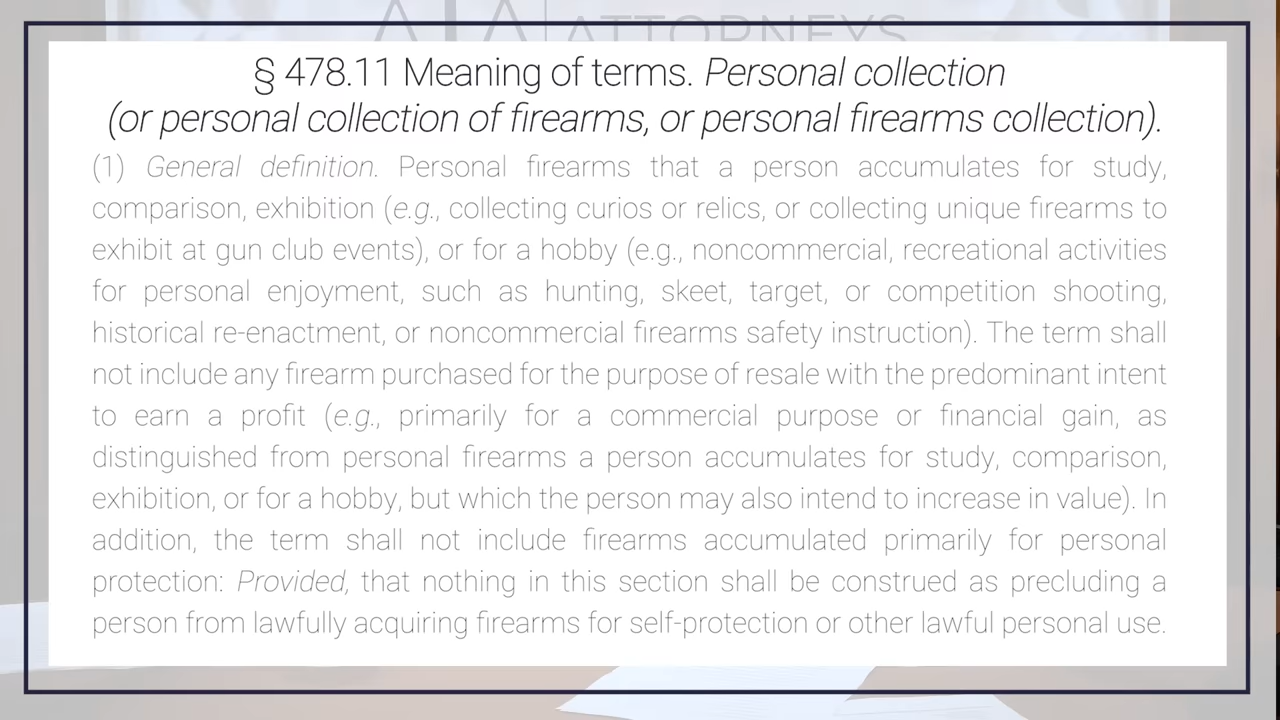 ATTORNEYS
§ 478.11 Meaning of terms. Personal collection
(or personal collection of firearms, or personal firearms collection).
(1) General definition. Personal firearms that a person accumulates for study,
comparison, exhibition (e.g., collecting curios or relics, or collecting unique firearms to
exhibit at gun club events), or for a hobby (e.g., noncommercial, recreational activities
for personal enjoyment, such as hunting, skeet, target, or competition shooting,
historical re-enactment, or noncommercial firearms safety instruction). The term shall
not include any firearm purchased for the purpose of resale with the predominant intent
to earn a profit (e.g., primarily for a commercial purpose or financial gain, as
distinguished from personal firearms a person accumulates for study, comparison,
exhibition, or for a hobby, but which the person may also intend to increase in value). In
addition, the term shall not include firearms accumulated primarily for personal
protection: Provided, that nothing in this section shall be construed as precluding a
person from lawfully acquiring firearms for self-protection or other lawful personal use.